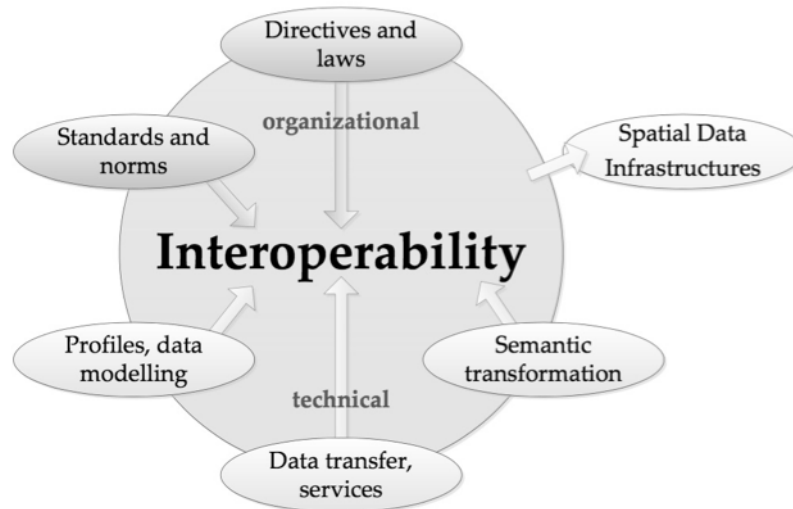 Directives and
laws
organizational
Standards and
norms
Spatial Data
Infrastructures
Interoperability
Profiles, data
modelling
Semantic
transformation
technical
Data transfer,
services